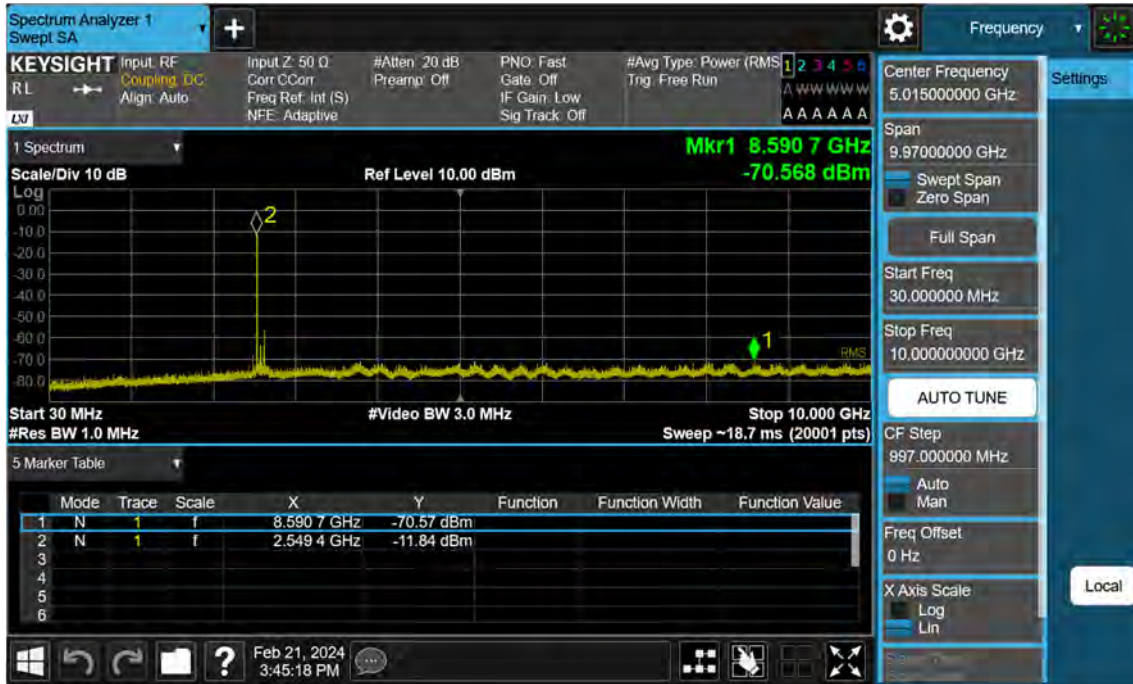 Spectrum Analyzer 1
Swept SA
Frequency
KEYSIGHT
RL
LXI
Input: RF
Coupling: DC
Align: Auto
Input Z: 50 Ω
Corr CCorr
Freq Ref: Int (S)
NFE: Adaptive
#Atten: 20 dB
Preamp: Off
PNO: Fast
Gate: Off
IF Gain: Low
Sig Track: Off
#Avg Type: Power (RMS
Trig: Free Run
1 2 3 4 5 6
A W W W W W
A A A A A A
Center Frequency
5.015000000 GHz
Settings
1 Spectrum
Mkr1 8.590 7 GHz
-70.568 dBm
Scale/Div 10 dB
Ref Level 10.00 dBm
Log
0.00
-10.0
-20.0
-30.0
-40.0
-50.0
-60.0
-70.0
-80.0
2
1
RMS
Start 30 MHz
#Video BW 3.0 MHz
Stop 10.000 GHz
#Res BW 1.0 MHz
Sweep ~18.7 ms (20001 pts)
Span
9.97000000 GHz
Swept Span
Zero Span
Full Span
Start Freq
30.000000 MHz
Stop Freq
10.000000000 GHz
AUTO TUNE
CF Step
997.000000 MHz
Auto
Man
Freq Offset
0 Hz
X Axis Scale
Log
Lin
Local
5 Marker Table
Mode Trace Scale X Y Function Function Width Function Value
1 N 1 f 8.590 7 GHz -70.57 dBm
2 N 1 f 2.549 4 GHz -11.84 dBm
3
4
5
6
?
Feb 21, 2024
3:45:18 PM